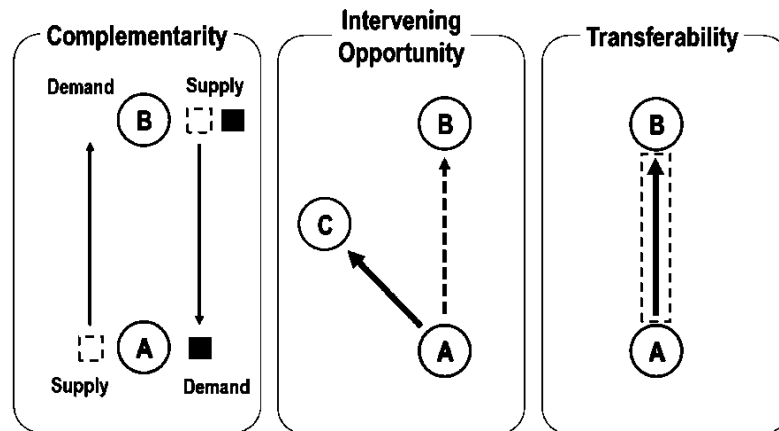 Complementarity
Demand
Supply
B
A
Supply
Demand
Intervening
Opportunity
B
C
A
Transferability
B
A